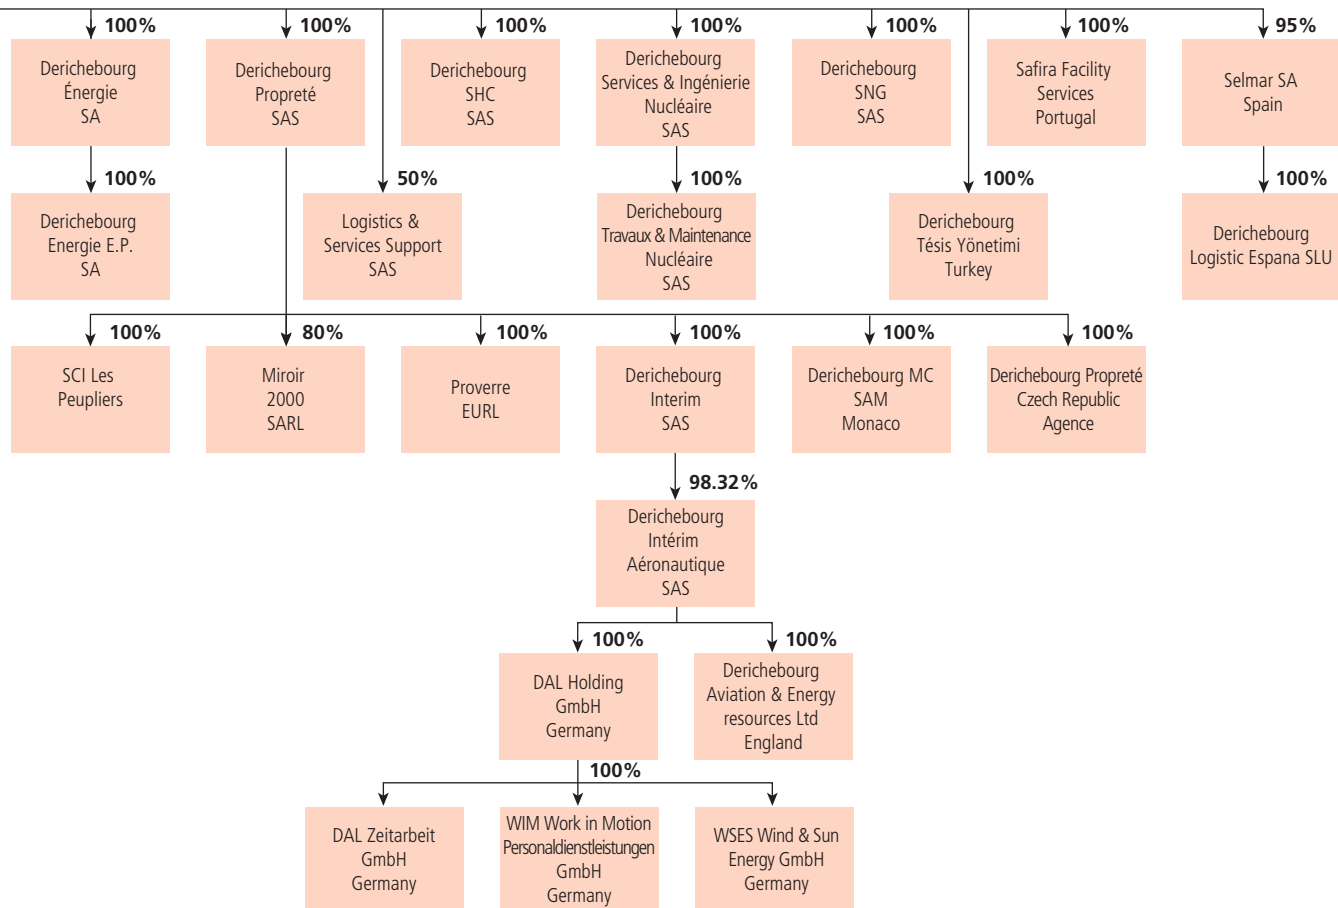 100%
100%
100%
100%
100%
100%
95%
Derichebourg
Énergie
SA
Derichebourg
Propreté
SAS
Derichebourg
SHC
SAS
Derichebourg
Services & Ingénierie
Nucléaire
SAS
Derichebourg
SNG
SAS
Safira Facility
Services
Portugal
Selmar SA
Spain
100%
50%
100%
100%
100%
Derichebourg
Energie E.P.
SA
Logistics &
Services Support
SAS
Derichebourg
Travaux & Maintenance
Nucléaire
SAS
Derichebourg
Tésis Yönetimi
Turkey
Derichebourg
Logistic Espana SLU
100%
80%
100%
100%
100%
100%
SCI Les
Peupliers
Miroir
2000
SARL
Proverre
EURL
Derichebourg
Interim
SAS
Derichebourg MC
SAM
Monaco
Derichebourg Propreté
Czech Republic
Agence
98.32%
Derichebourg
Intérim
Aéronautique
SAS
100%
100%
DAL Holding
GmbH
Germany
Derichebourg
Aviation & Energy
resources Ltd
England
100%
DAL Zeitarbeit
GmbH
Germany
WIM Work in Motion
Personaldienstleistungen
GmbH
Germany
WSES Wind & Sun
Energy GmbH
Germany